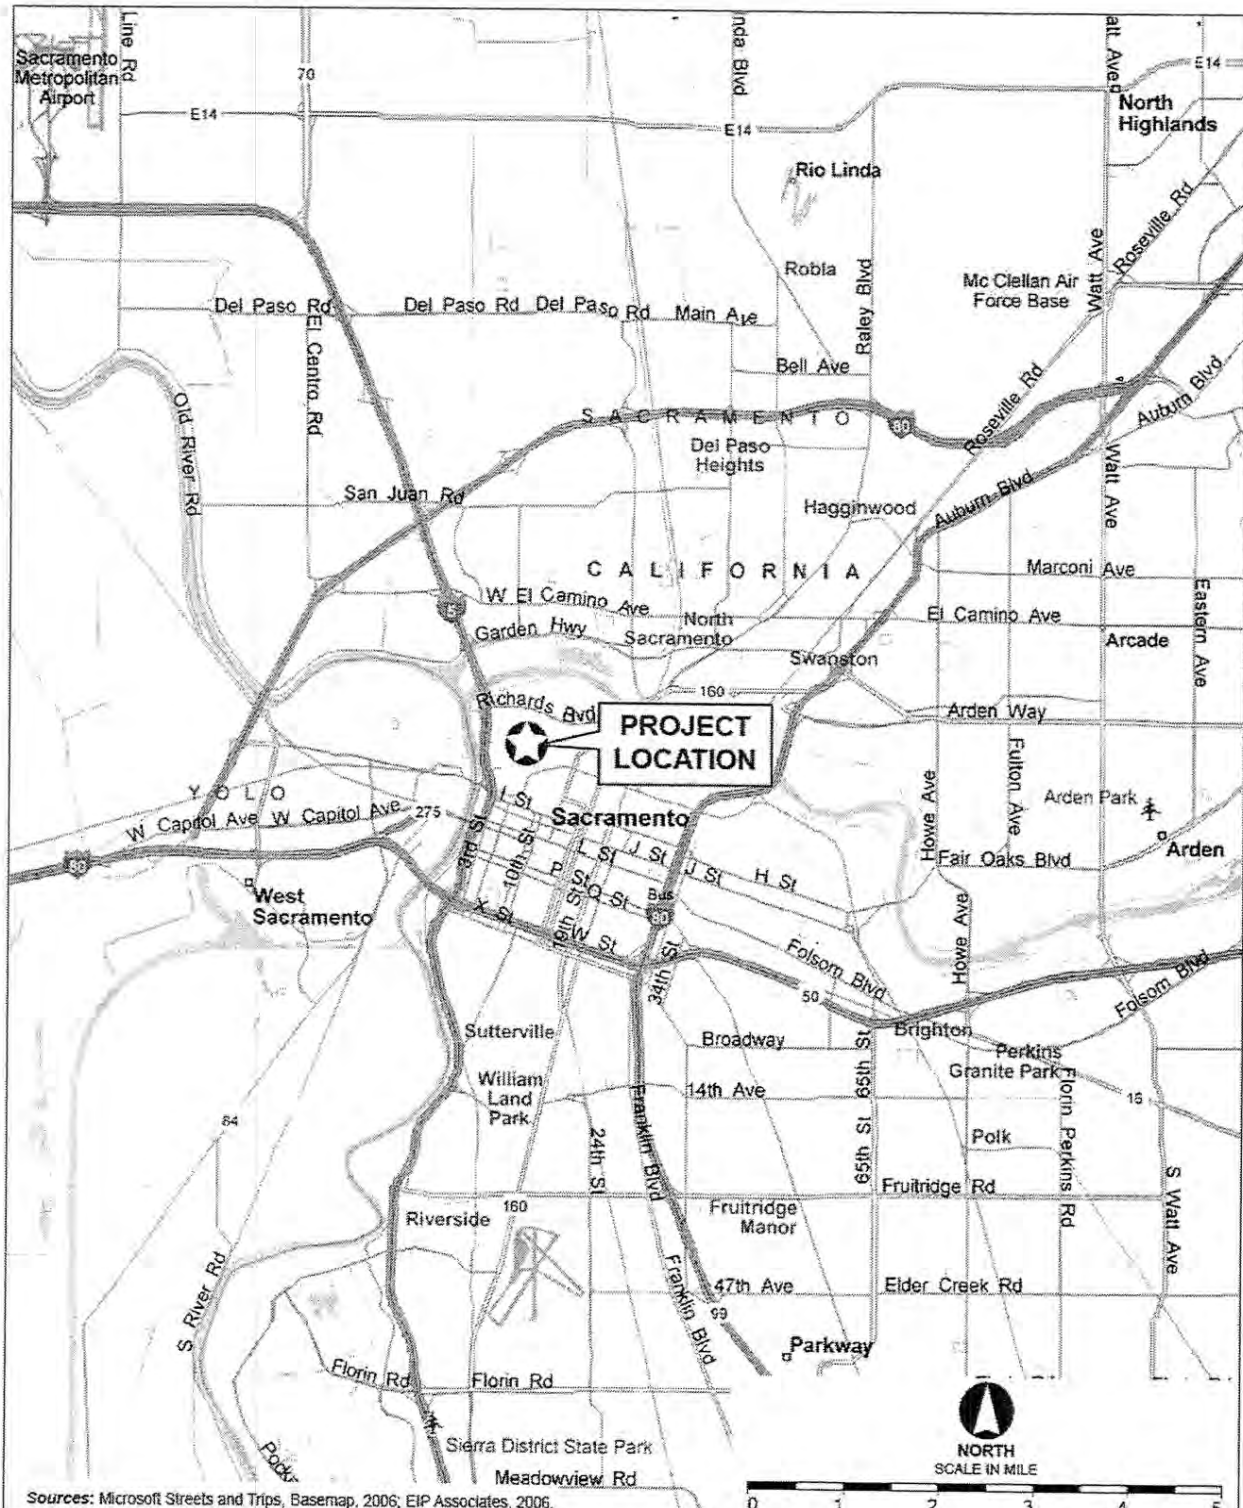 Line Rd
nda Blvd
att Ave
Sacramento
Metropolitan
Airport
70
E14
E14
E14
North
Highlands
Rio Linda
Roseville Rd
Robla
Raley Blvd
Watt Ave
Mc Clellan Air
Force Base
Del Paso Rd
Del Paso Rd
Del Paso Rd
Main Ave
El Centro Rd
Bell Ave
Roseville Rd
Auburn Blvd
Old River Rd
SACRAMENTO
80
Del Paso
Heights
Watt Ave
San Juan Rd
Hagginwood
Auburn Blvd
CALIFORNIA
Marconi Ave
Eastern Ave
W El Camino Ave
5
El Camino Ave
North
Sacramento
Garden Hwy
Arcade
Swanston
160
Richards Bvd
Arden Way
PROJECT
LOCATION
Fulton Ave
Howe Ave
YOLO
Arden Park
W Capitol Ave
W Capitol Ave
275
I St
Sacramento
3rd St
10th St
L St
J St
J St
H St
Fair Oaks Blvd
Arden
80
P St
Q St
Bus
80
West
Sacramento
X St
19th St
W St
34th St
Folsom Blvd
Howe Ave
50
Folsom Blvd
Sutterville
Broadway
65th St
Brighton
Perkins
Granite Park
William
Land
Park
14th Ave
16
84
Franklin Blvd
24th St
65th St
Polk
Florin Perkins Rd
Fruitridge Rd
S Watt Ave
Riverside
160
Fruitridge
Manor
S River Rd
Franklin Blvd
47th Ave
Elder Creek Rd
99
Parkway
Florin Rd
Florin Rd
NORTH
SCALE IN MILE
Sierra District State Park
Meadowview Rd
0 1 2 3 4 5
Sources: Microsoft Streets and Trips, Basemap, 2006; EIP Associates, 2006.